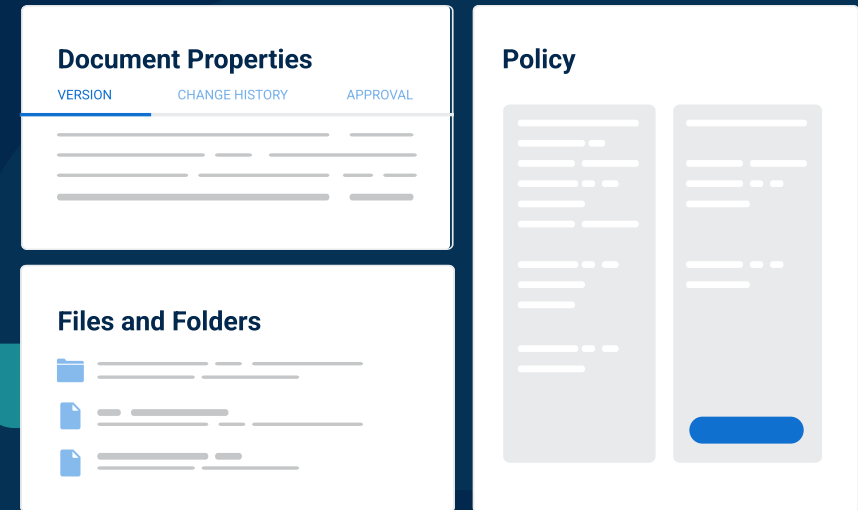 Document Properties
VERSION CHANGE HISTORY APPROVAL
Files and Folders
Policy